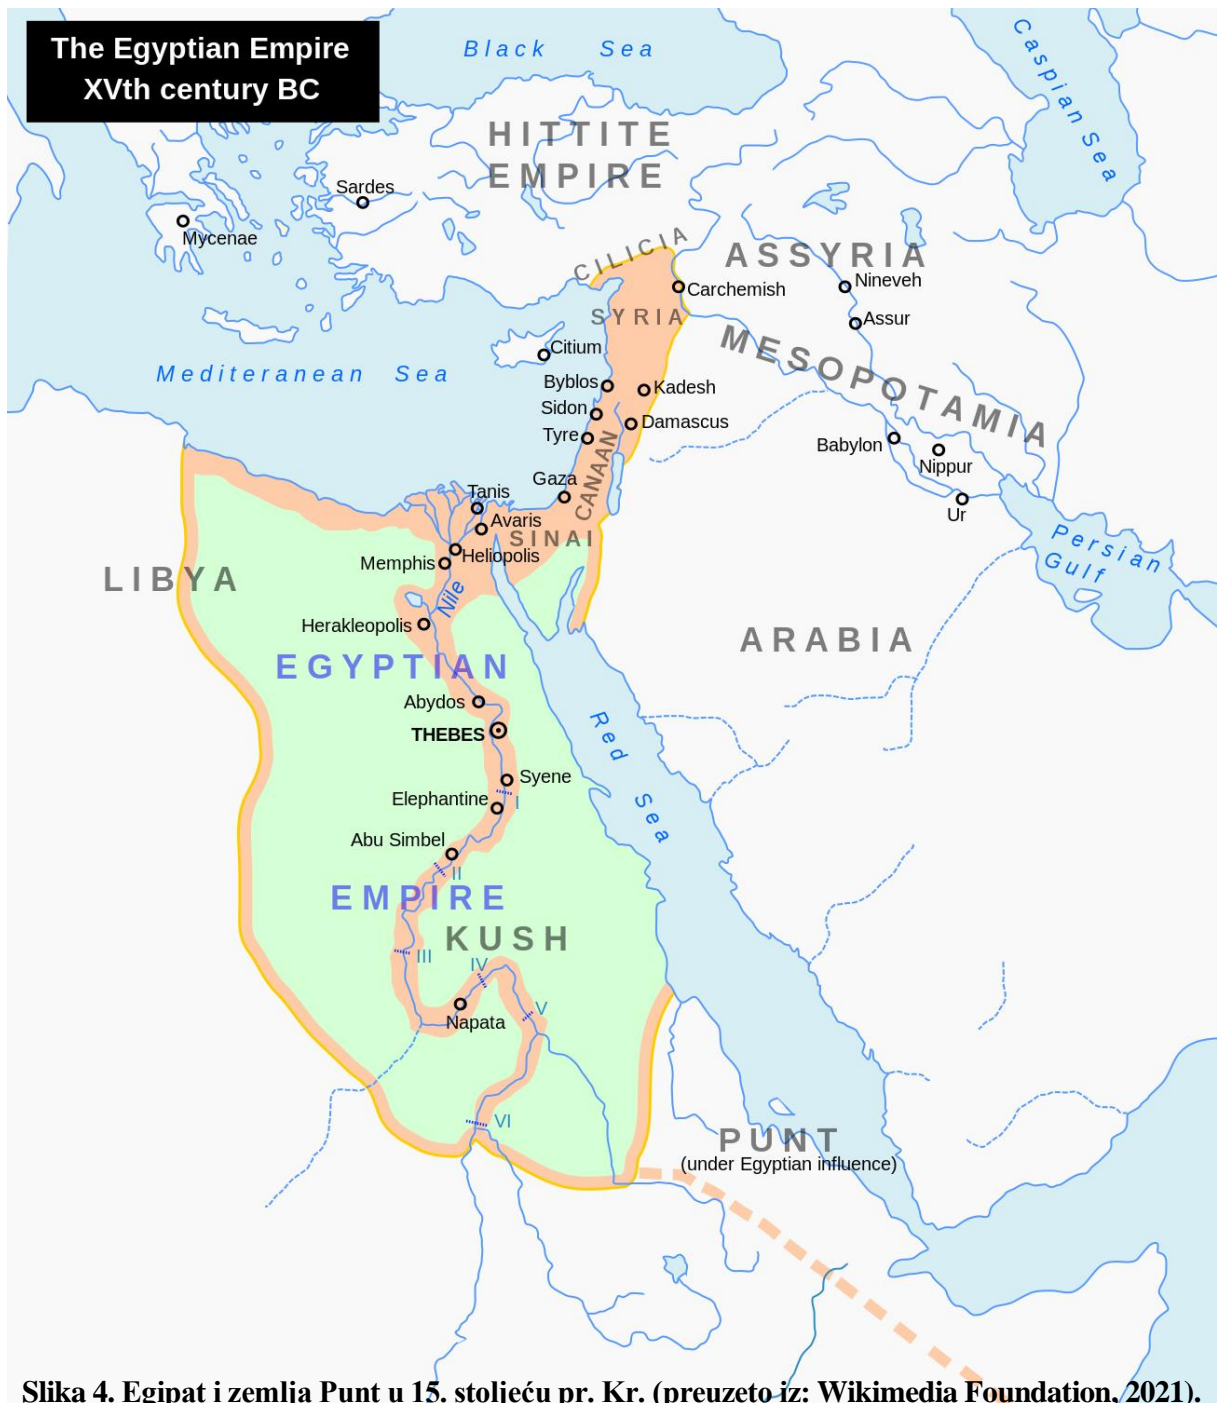 The Egyptian Empire
XVth century BC
Black Sea
Caspian Sea
HITTITE
EMPIRE
Sardes
Mycenae
CILICIA
ASSYRIA
Nineveh
Carchemish
SYRIA
Assur
MESOPOTAMIA
Citium
Mediteranean Sea
Byblos
Kadesh
Sidon
Damascus
Tyre
CANAAN
Babylon
Nippur
Gaza
Tanis
Ur
Avaris
SINAI
Persian
Gulf
Heliopolis
Memphis
LIBYA
Nile
Herakleopolis
ARABIA
EGYPTIAN
Abydos
THEBES
Red Sea
Syene
Elephantine
I
Abu Simbel
II
EMPIRE
KUSH
III
IV
Napata
V
VI
PUNT
(under Egyptian influence)
Slika 4. Egipat i zemlja Punt u 15. stoljeću pr. Kr. (preuzeto iz: Wikimedia Foundation, 2021).